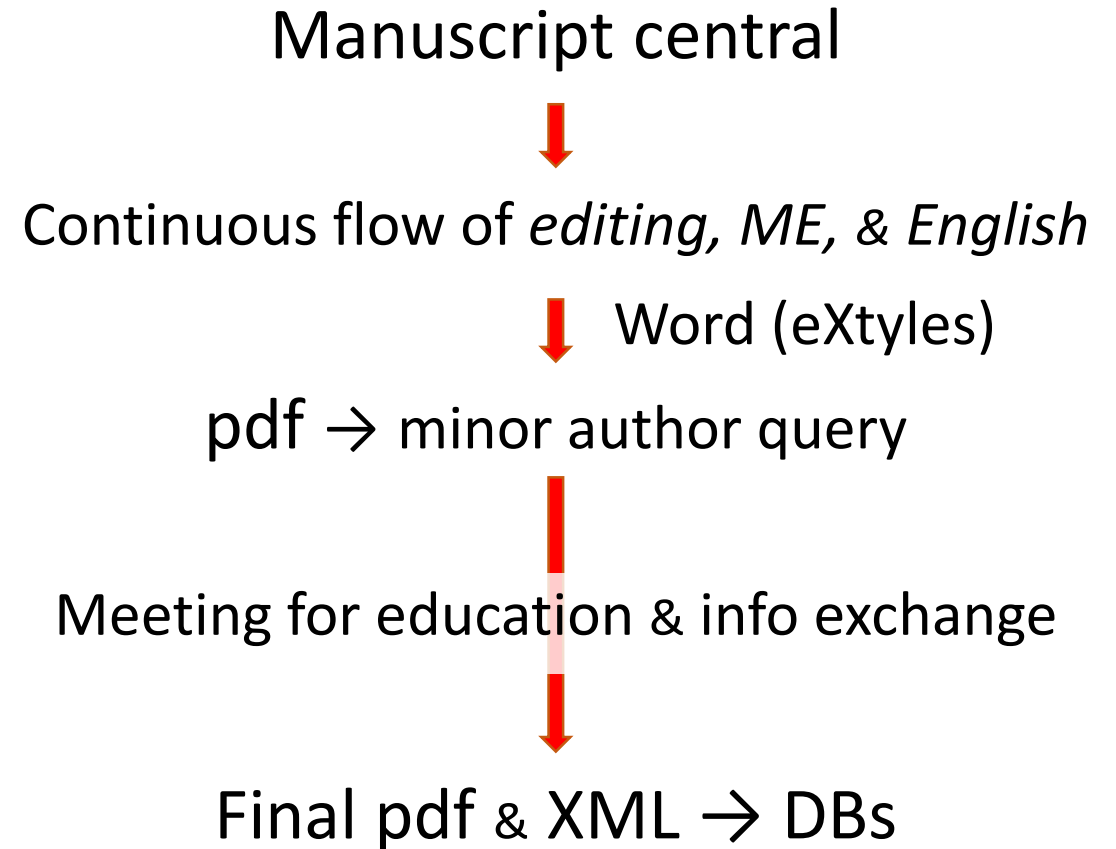 Manuscript central
Continuous flow of editing, ME, & English
Word (eXtyles)
pdf → minor author query
Meeting for education & info exchange
Final pdf & XML → DBs